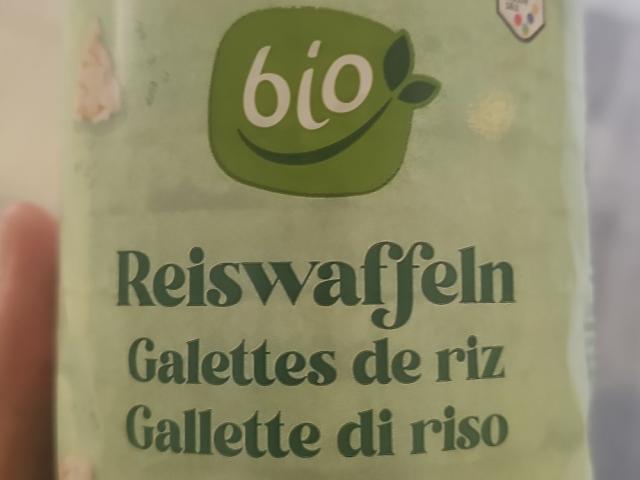 bio
Reiswaffeln
Galettes de riz
Gallette di riso